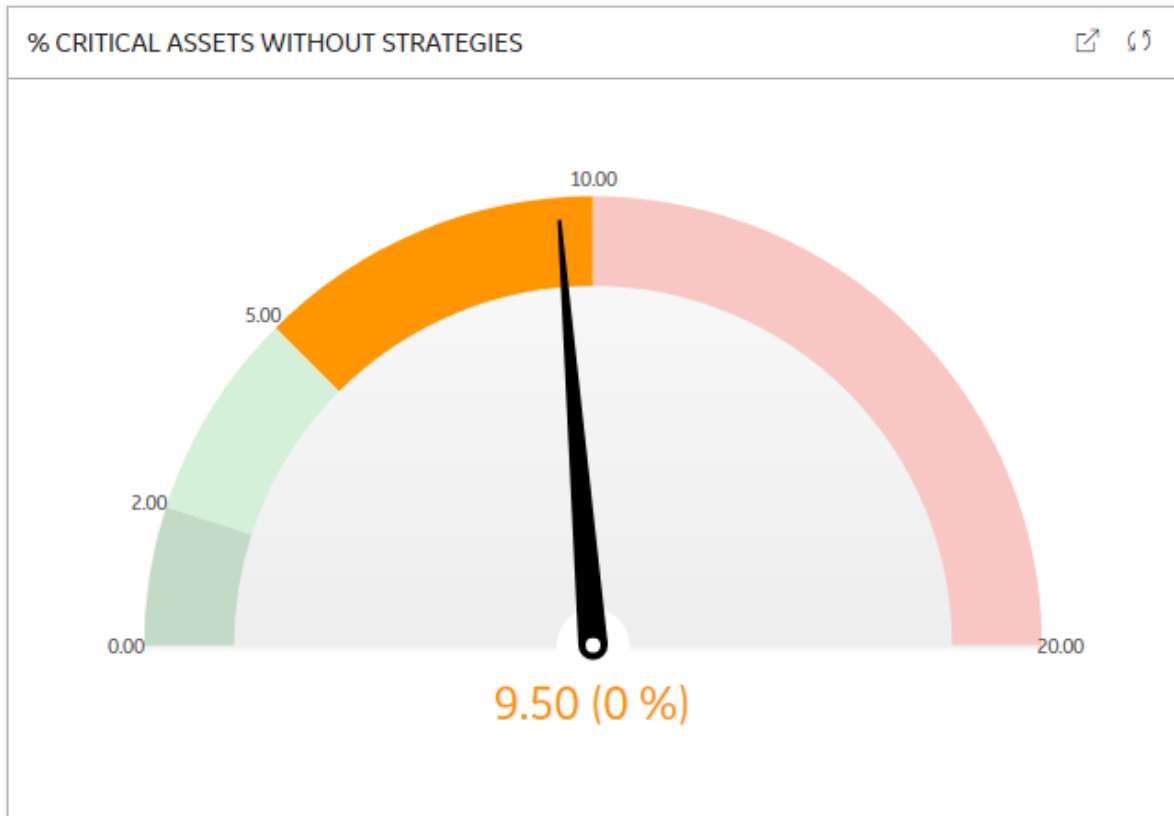 % CRITICAL ASSETS WITHOUT STRATEGIES
10.00
5.00
2.00
0.00
20.00
9.50 (0 %)